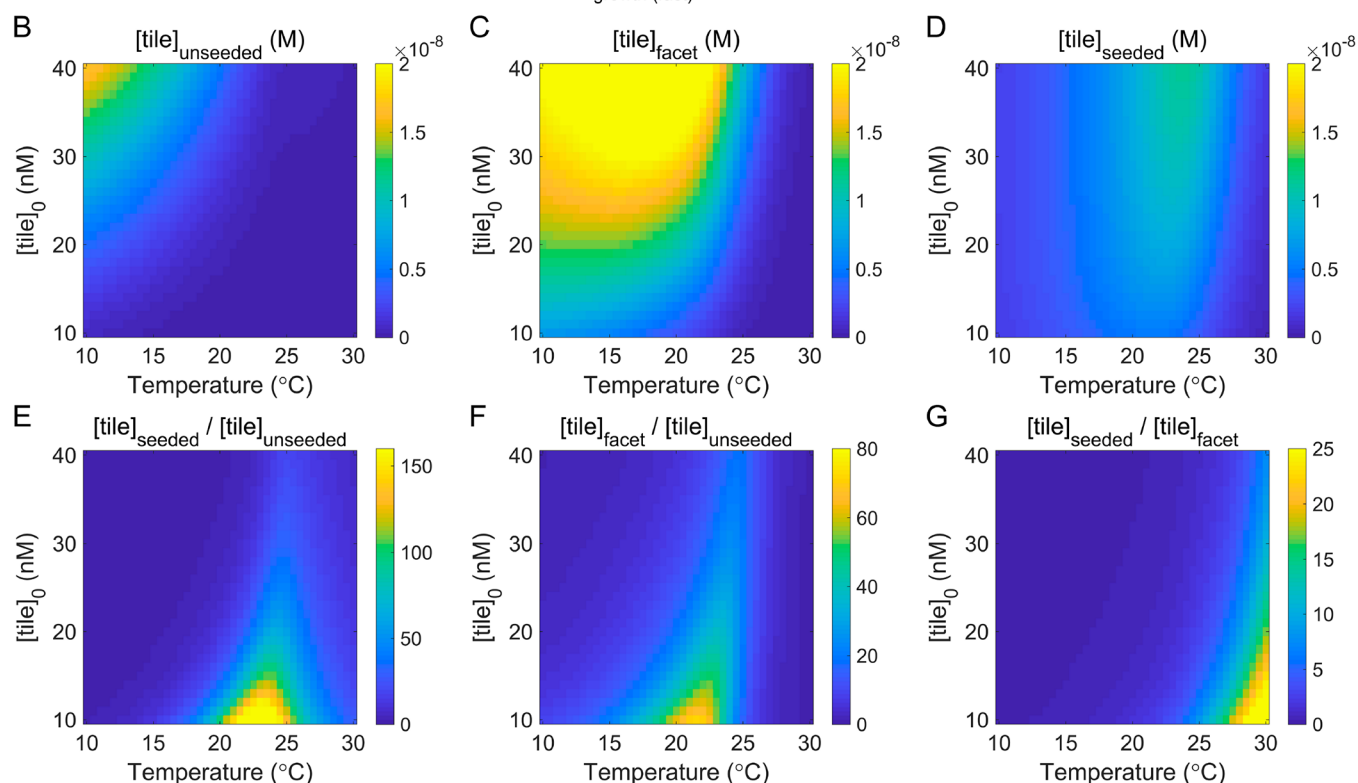 B
[tile]unseeded (M)
×10-8
40
30
20
10
[tile]0 (nM)
10 15 20 25 30
Temperature (°C)
2
1.5
1
0.5
0
C
[tile]facet (M)
×10-8
40
30
20
10
[tile]0 (nM)
10 15 20 25 30
Temperature (°C)
2
1.5
1
0.5
0
D
[tile]seeded (M)
×10-8
40
30
20
10
[tile]0 (nM)
10 15 20 25 30
Temperature (°C)
2
1.5
1
0.5
0
E
[tile]seeded / [tile]unseeded
40
30
20
10
[tile]0 (nM)
10 15 20 25 30
Temperature (°C)
150
100
50
0
F
[tile]facet / [tile]unseeded
40
30
20
10
[tile]0 (nM)
10 15 20 25 30
Temperature (°C)
80
60
40
20
0
G
[tile]seeded / [tile]facet
40
30
20
10
[tile]0 (nM)
10 15 20 25 30
Temperature (°C)
25
20
15
10
5
0